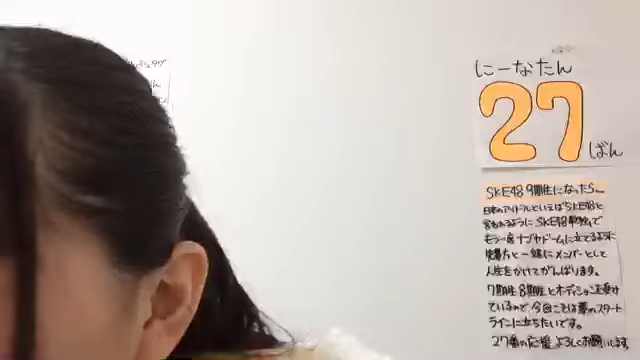 にーなたん
27
ばん
SKE48 9期生になったら
日本のアイドルといえばSKE48と
言われるように SKE48単独で
もう一度ナゴヤドームに立てるように
先輩方と一緒にメンバーとして
人生をかけてがんばります。
7期生 8期生とオーディションを受け
ているので 今回こそは夢のスタート
ラインに立ちたいです。
27番の応援 よろしくお願いします